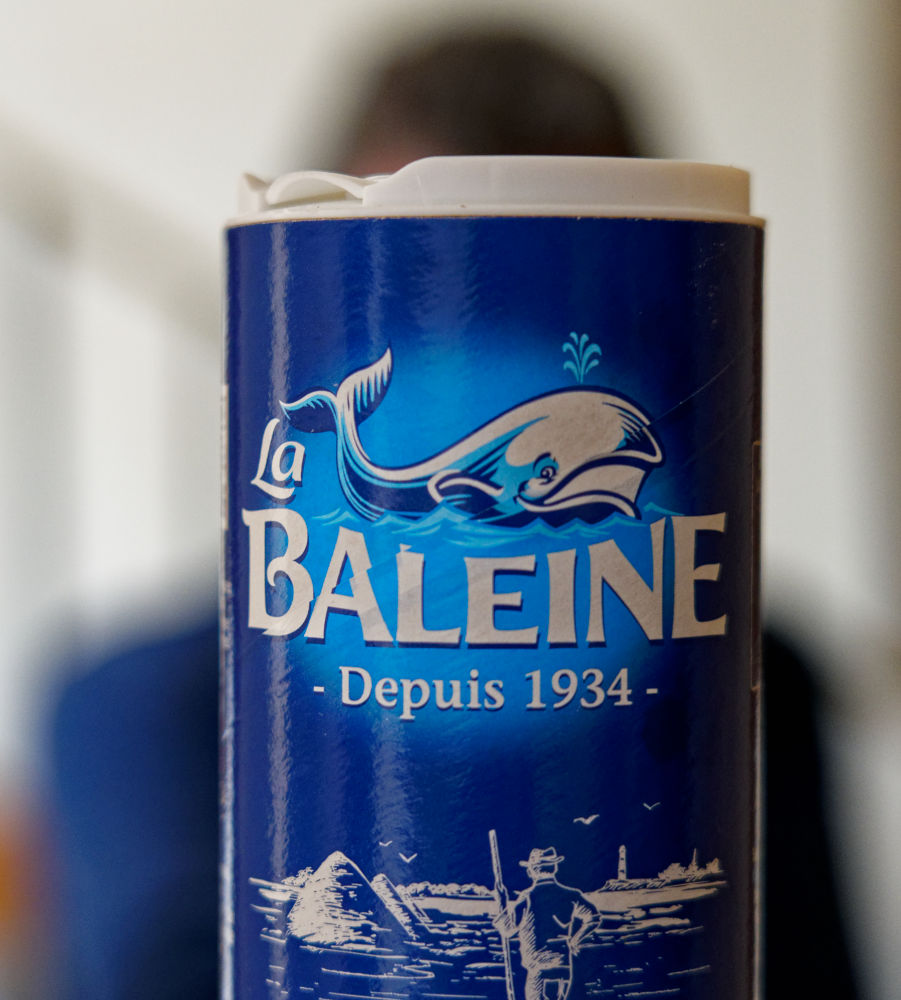 La
BALEINE
- Depuis 1934 -